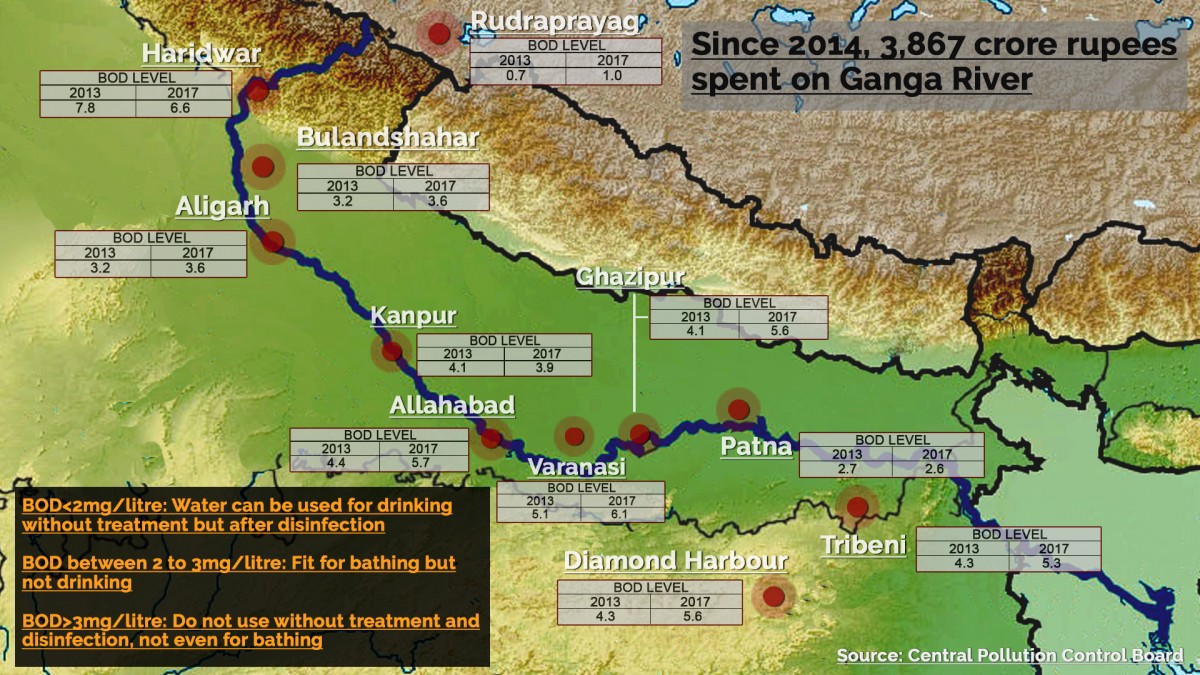 Rudraprayag
BOD LEVEL
2013 2017
0.7 1.0
Since 2014, 3,867 crore rupees
spent on Ganga River
Haridwar
BOD LEVEL
2013 2017
7.8 6.6
Bulandshahar
BOD LEVEL
2013 2017
3.2 3.6
Aligarh
BOD LEVEL
2013 2017
3.2 3.6
Ghazipur
BOD LEVEL
2013 2017
4.1 5.6
Kanpur
BOD LEVEL
2013 2017
4.1 3.9
Allahabad
BOD LEVEL
2013 2017
4.4 5.7
Varanasi
BOD LEVEL
2013 2017
5.1 6.1
Patna
BOD LEVEL
2013 2017
2.7 2.6
Tribeni
BOD LEVEL
2013 2017
4.3 5.3
Diamond Harbour
BOD LEVEL
2013 2017
4.3 5.6
BOD<2mg/litre: Water can be used for drinking
without treatment but after disinfection
BOD between 2 to 3mg/litre: Fit for bathing but
not drinking
BOD>3mg/litre: Do not use without treatment and
disinfection, not even for bathing
Source: Central Pollution Control Board